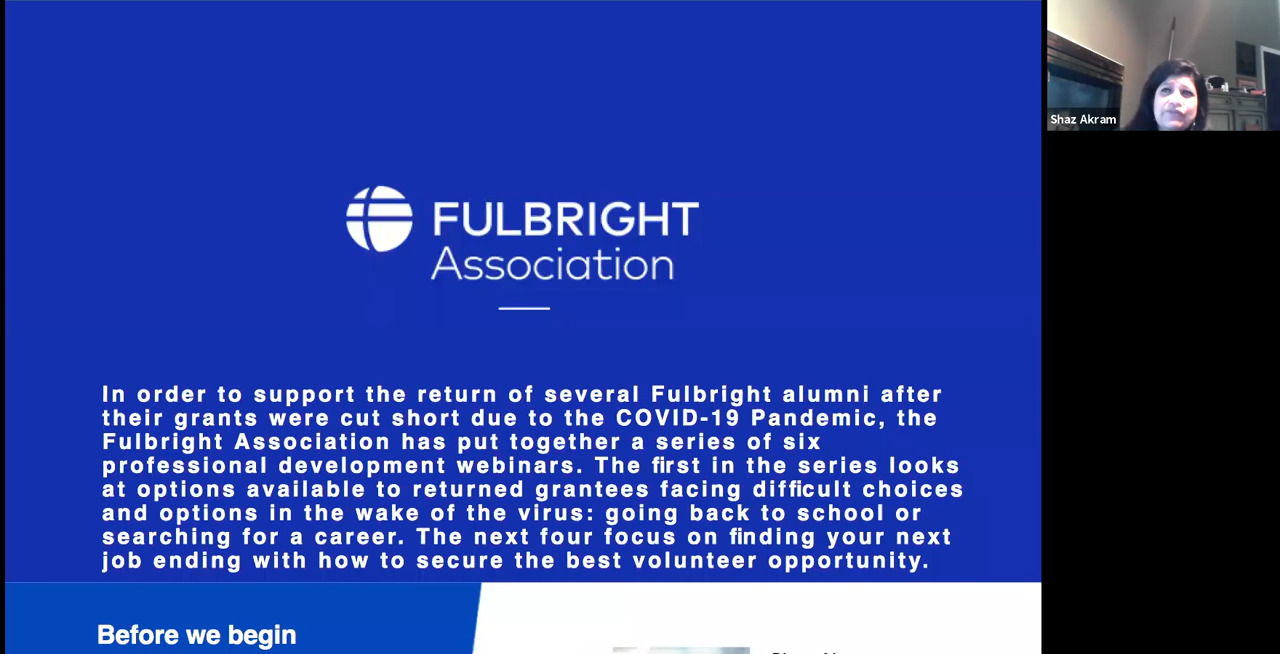 FULBRIGHT
Association
In order to support the return of several Fulbright alumni after
their grants were cut short due to the COVID-19 Pandemic, the
Fulbright Association has put together a series of six
professional development webinars. The first in the series looks
at options available to returned grantees facing difficult choices
and options in the wake of the virus: going back to school or
searching for a career. The next four focus on finding your next
job ending with how to secure the best volunteer opportunity.
Before we begin
Shaz Akram